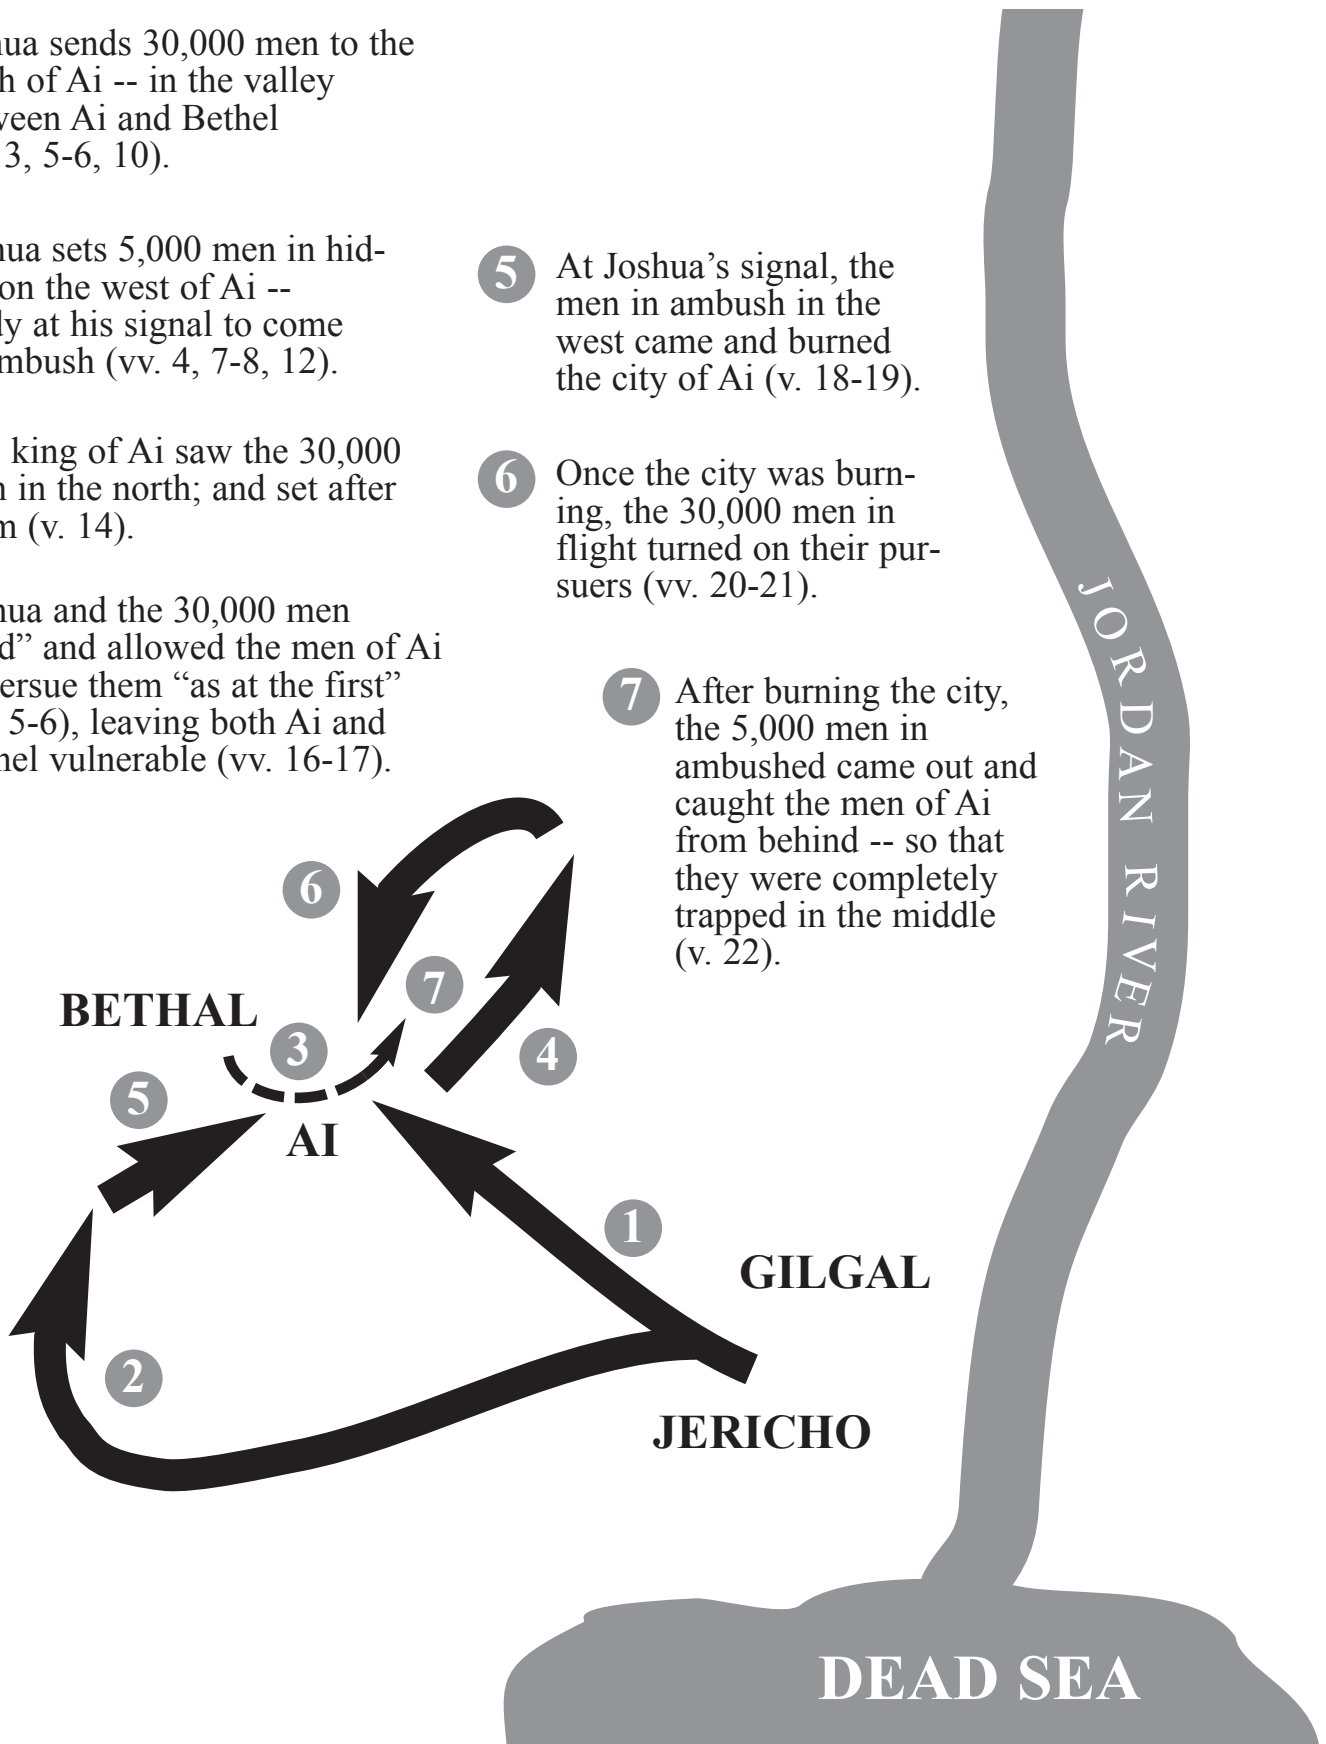 hua sends 30,000 men to the
h of Ai -- in the valley
ween Ai and Bethel
3, 5-6, 10).
hua sets 5,000 men in hid-
on the west of Ai --
dy at his signal to come
mbush (vv. 4, 7-8, 12).
king of Ai saw the 30,000
n in the north; and set after
m (v. 14).
hua and the 30,000 men
d” and allowed the men of Ai
ersue them “as at the first”
5-6), leaving both Ai and
hel vulnerable (vv. 16-17).
5 At Joshua’s signal, the
men in ambush in the
west came and burned
the city of Ai (v. 18-19).
6 Once the city was burn-
ing, the 30,000 men in
flight turned on their pur-
suers (vv. 20-21).
7 After burning the city,
the 5,000 men in
ambushed came out and
caught the men of Ai
from behind -- so that
they were completely
trapped in the middle
(v. 22).
JORDAN RIVER
6
7
BETHAL
3
4
5
AI
1
GILGAL
2
JERICHO
DEAD SEA